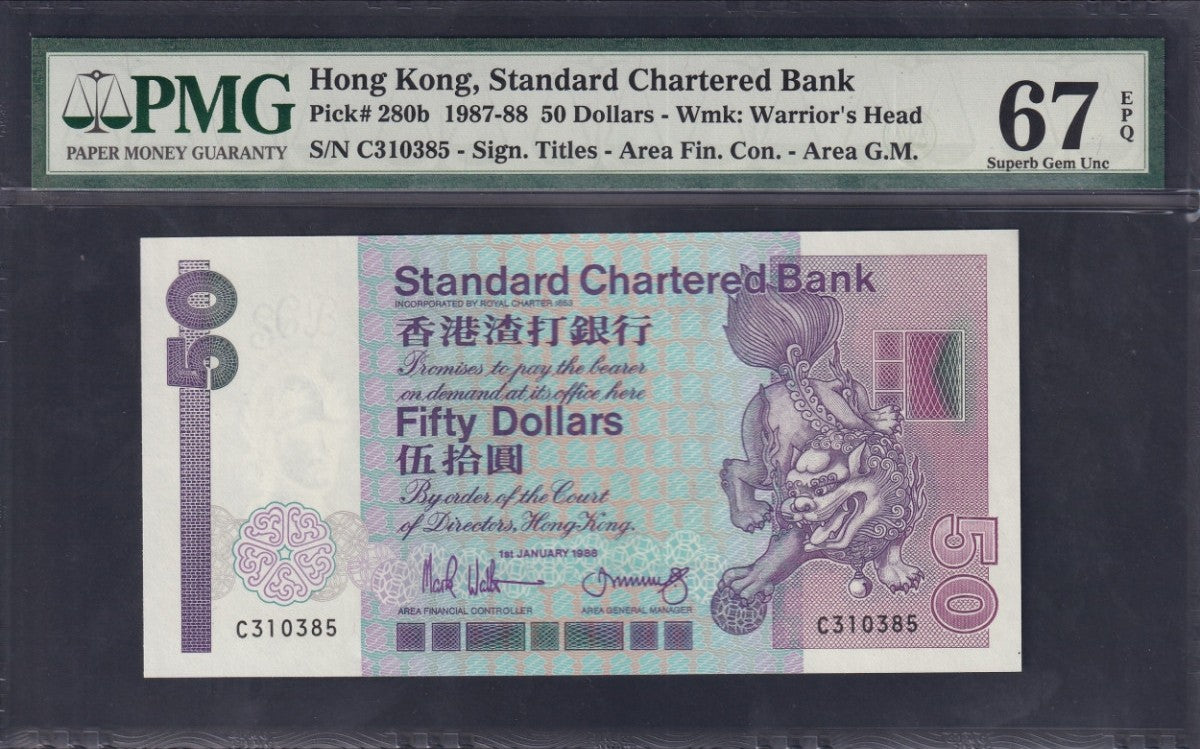 PMG
PAPER MONEY GUARANTY
Hong Kong, Standard Chartered Bank
Pick# 280b 1987-88 50 Dollars - Wmk: Warrior's Head
S/N C310385 - Sign. Titles - Area Fin. Con. - Area G.M.
67
EPQ
Superb Gem Unc
50
Standard Chartered Bank
INCORPORATED BY ROYAL CHARTER 1853
香港渣打銀行
Promises to pay the bearer
on demand at its office here
Fifty Dollars
伍拾圓
By order of the Court
of Directors, Hong Kong.
1st JANUARY 1988
AREA FINANCIAL CONTROLLER
AREA GENERAL MANAGER
C310385
C310385
50